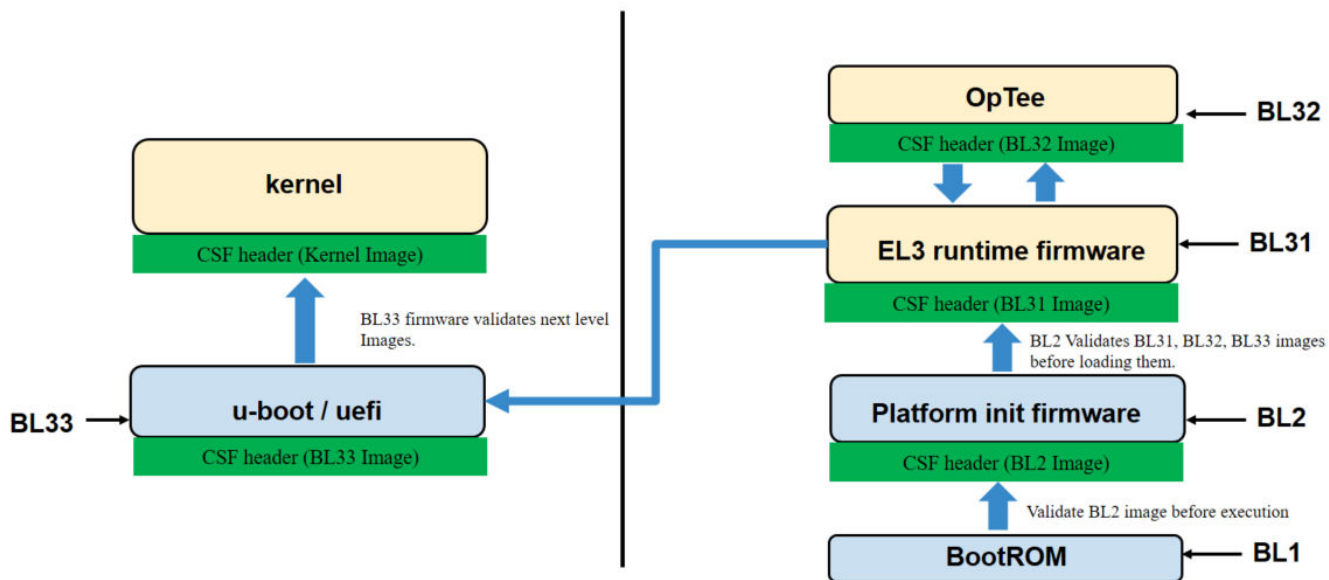 kernel
CSF header (Kernel Image)
BL33 firmware validates next level
Images.
BL33
u-boot / uefi
CSF header (BL33 Image)
OpTee
BL32
CSF header (BL32 Image)
EL3 runtime firmware
BL31
CSF header (BL31 Image)
BL2 Validates BL31, BL32, BL33 images
before loading them.
Platform init firmware
BL2
CSF header (BL2 Image)
Validate BL2 image before execution
BootROM
BL1